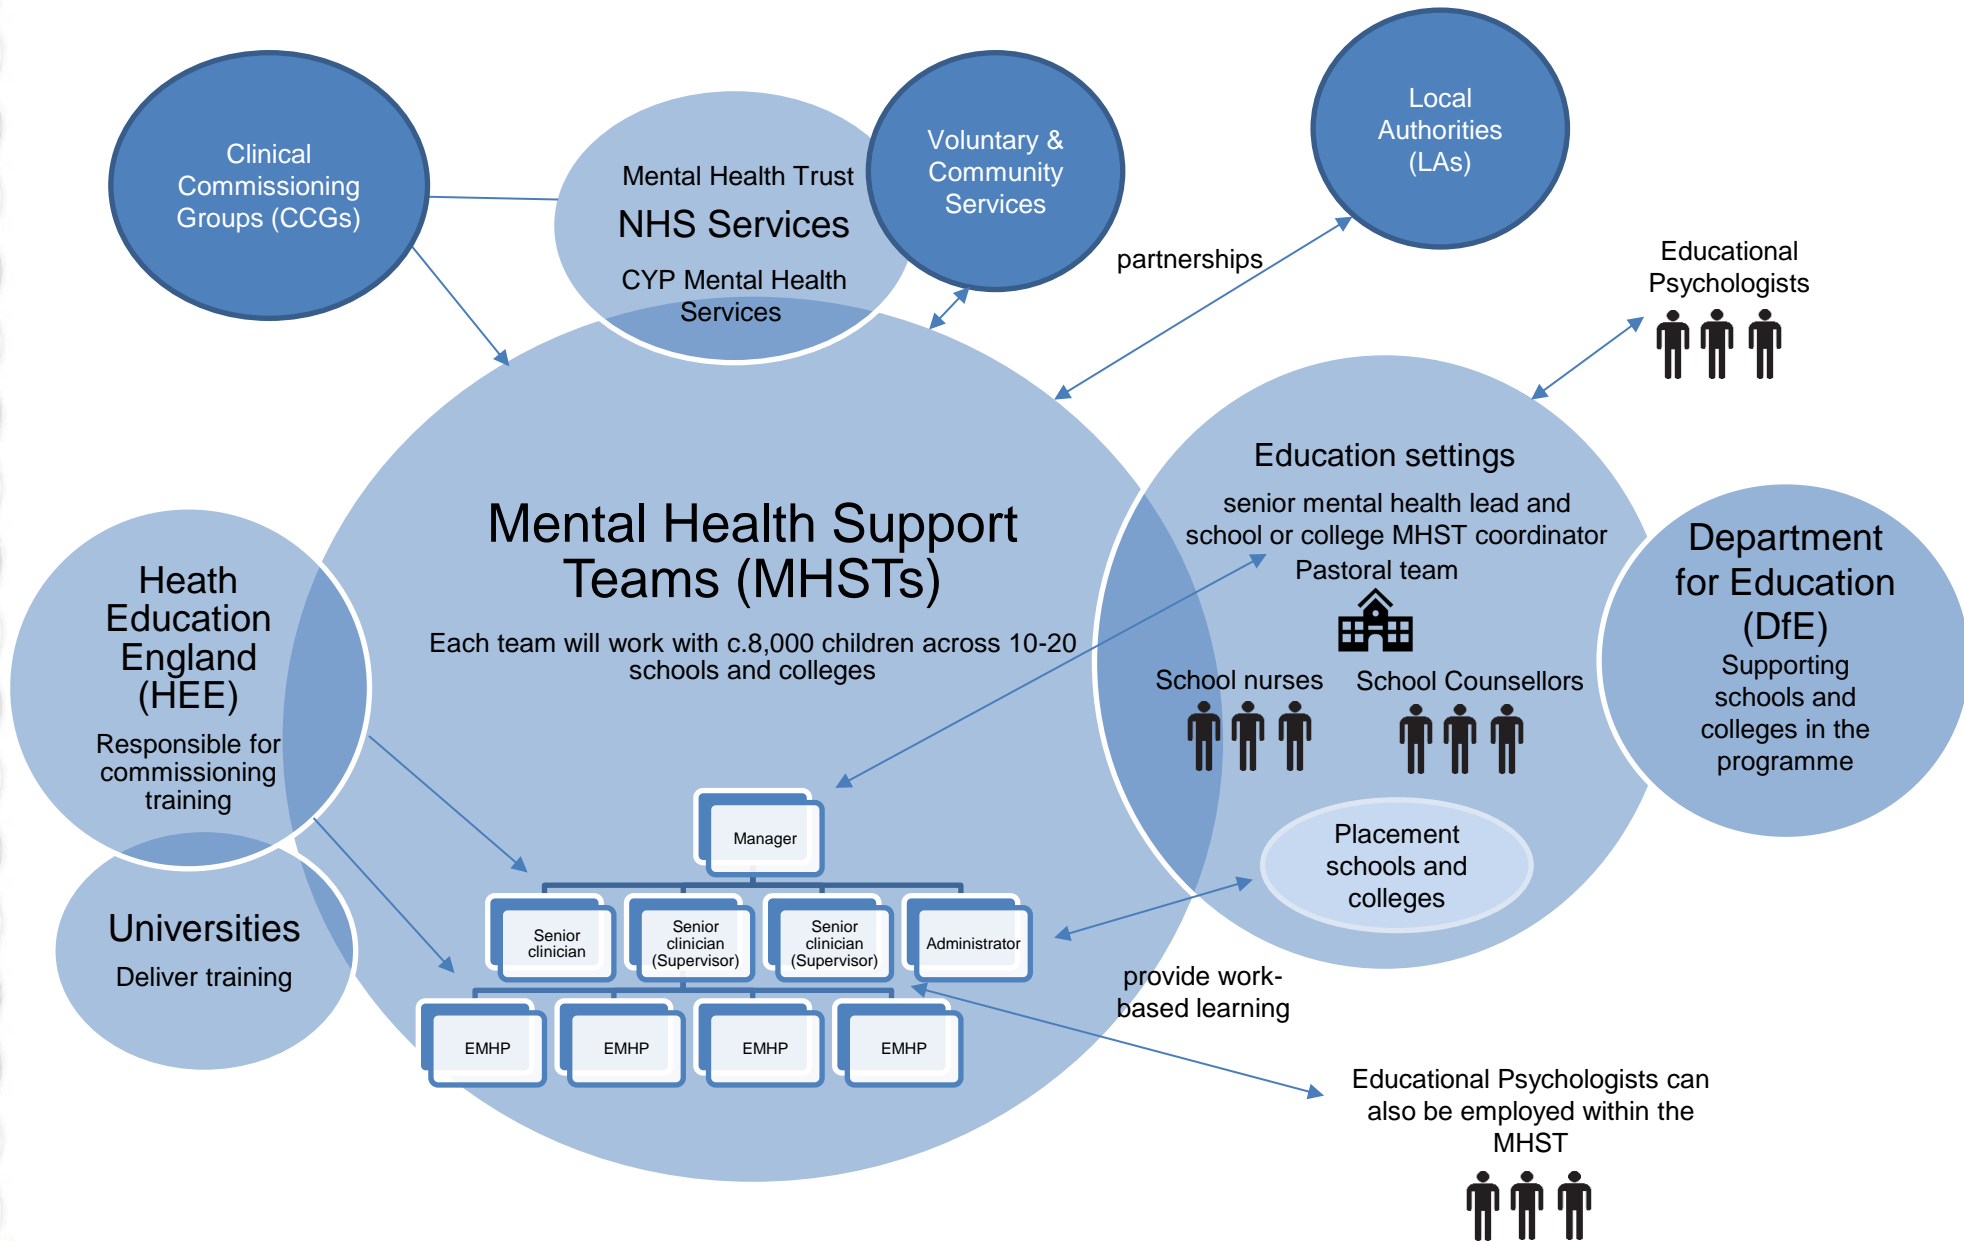 Clinical
Commissioning
Groups (CCGs)
Mental Health Trust
NHS Services
CYP Mental Health
Services
Voluntary &
Community
Services
Local
Authorities
(LAs)
partnerships
Educational
Psychologists
Mental Health Support
Teams (MHSTs)
Each team will work with c.8,000 children across 10-20
schools and colleges
Education settings
senior mental health lead and
school or college MHST coordinator
Pastoral team
School nurses
School Counsellors
Placement
schools and
colleges
Department
for Education
(DfE)
Supporting
schools and
colleges in the
programme
Heath
Education
England
(HEE)
Responsible for
commissioning
training
Universities
Deliver training
Manager
Senior
clinician
Senior
clinician
(Supervisor)
Senior
clinician
(Supervisor)
Administrator
EMHP
EMHP
EMHP
EMHP
provide work-
based learning
Educational Psychologists can
also be employed within the
MHST